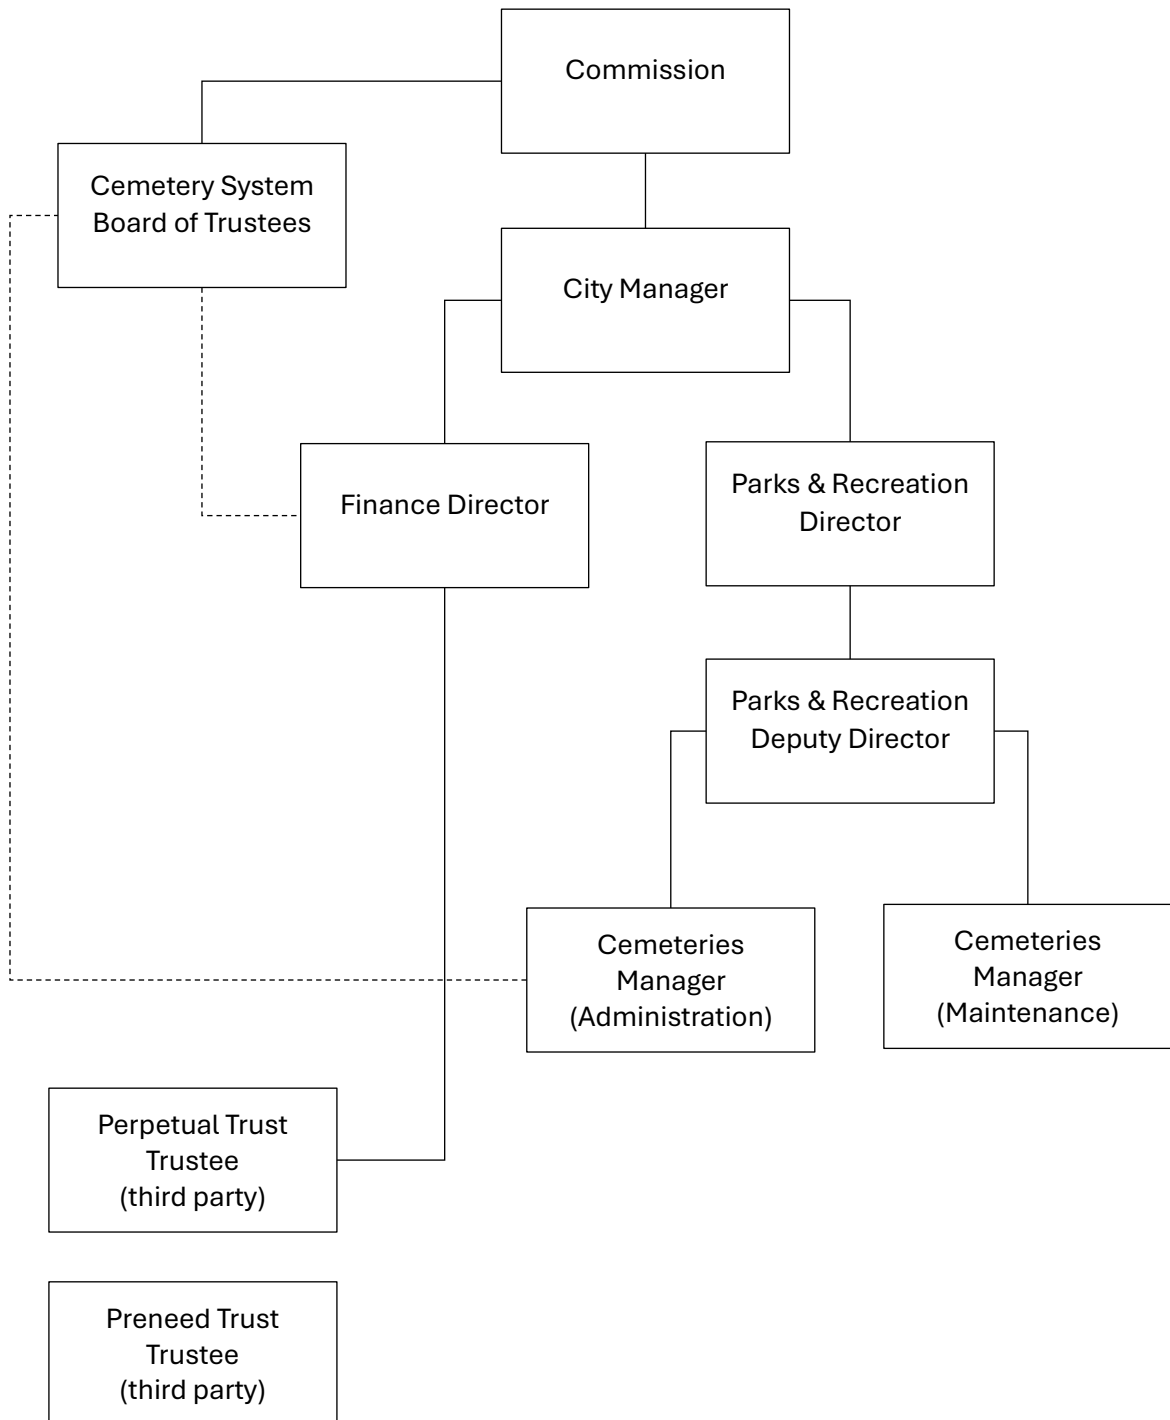 Commission
Cemetery System
Board of Trustees
City Manager
Finance Director
Parks & Recreation
Director
Parks & Recreation
Deputy Director
Cemeteries
Manager
(Administration)
Cemeteries
Manager
(Maintenance)
Perpetual Trust
Trustee
(third party)
Preneed Trust
Trustee
(third party)